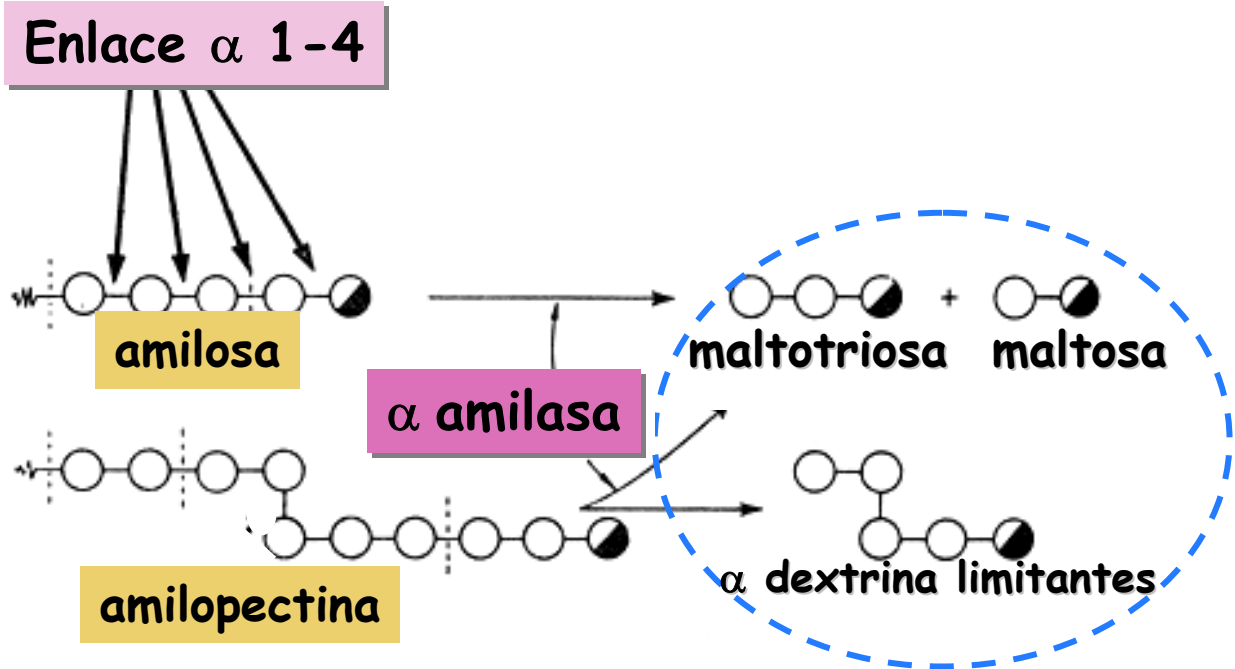 Enlace α 1-4
amilosa
+
maltotriosa maltosa
α amilasa
α dextrina limitantes
amilopectina